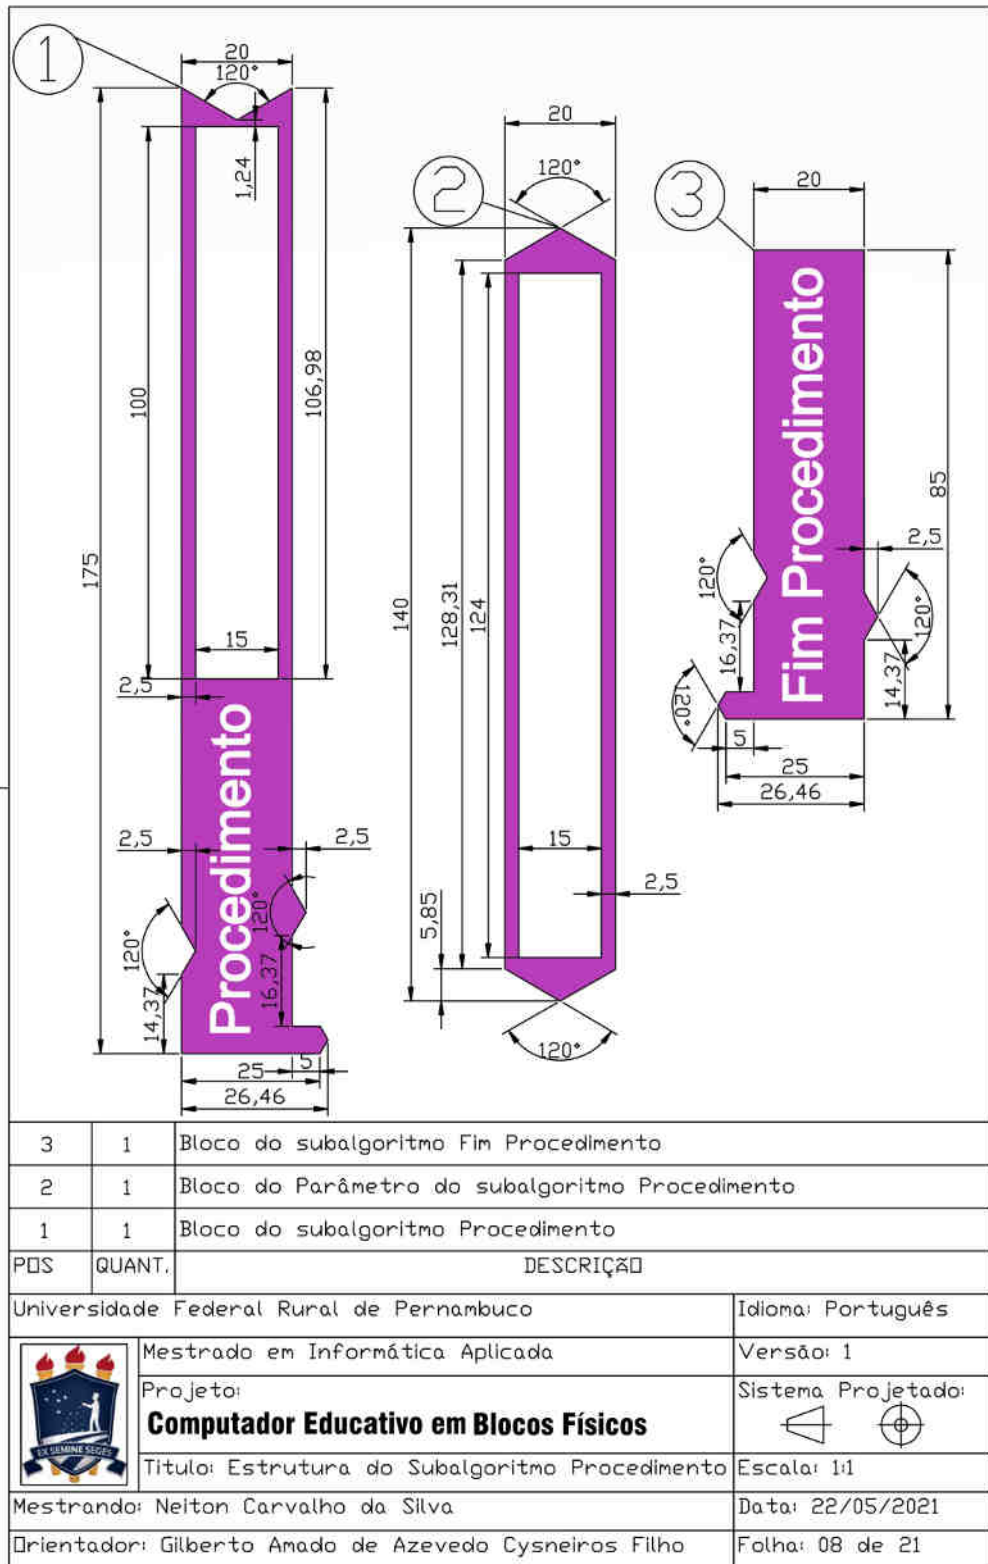 1
20
120°
1,24
100
106,98
175
15
2,5
Procedimento
2,5
2,5
120°
120°
14,37
16,37
5
25
26,46
2
20
120°
140
128,31
124
15
2,5
5,85
120°
3
20
Fim Procedimento
85
2,5
120°
120°
16,37
14,37
120°
5
25
26,46
3 1 Bloco do subalgoritmo Fim Procedimento
2 1 Bloco do Parâmetro do subalgoritmo Procedimento
1 1 Bloco do subalgoritmo Procedimento
POS QUANT. DESCRIÇÃO
Universidade Federal Rural de Pernambuco Idioma: Português
Mestrado em Informática Aplicada Versão: 1
Projeto: Sistema Projetado:
Computador Educativo em Blocos Físicos
EX SEMINE SEGES
Titulo: Estrutura do Subalgoritmo Procedimento Escala: 1:1
Mestrando: Neiton Carvalho da Silva Data: 22/05/2021
Orientador: Gilberto Amado de Azevedo Cysneiros Filho Folha: 08 de 21